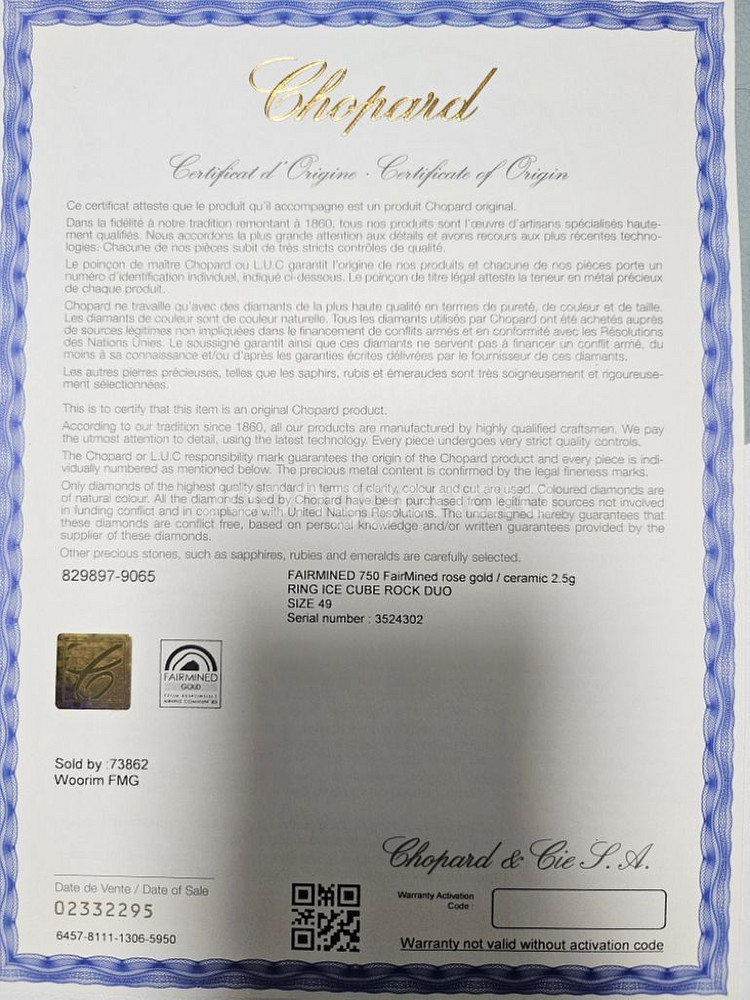 Chopard
Certificat d'Origine · Certificate of Origin
Ce certificat atteste que le produit qu'il accompagne est un produit Chopard original.
Dans la fidélité à notre tradition remontant à 1860, tous nos produits sont l'œuvre d'artisans spécialisés haute-
ment qualifiés. Nous accordons la plus grande attention aux détails et avons recours aux plus récentes techno-
logies. Chacune de nos pièces subit de très stricts contrôles de qualité.
Le poinçon de maître Chopard ou L.U.C garantit l'origine de nos produits et chacune de nos pièces porte un
numéro d'identification individuel, indiqué ci-dessous. Le poinçon de titre légal atteste la teneur en métal précieux
de chaque produit.
Chopard ne travaille qu'avec des diamants de la plus haute qualité en termes de pureté, de couleur et de taille.
Les diamants de couleur sont de couleur naturelle. Tous les diamants utilisés par Chopard ont été achetés auprès
de sources légitimes non impliquées dans le financement de conflits armés et en conformité avec les Résolutions
des Nations Unies. Le soussigné garantit ainsi que ces diamants ne servent pas à financer un conflit armé, du
moins à sa connaissance et/ou d'après les garanties écrites délivrées par le fournisseur de ces diamants.
Les autres pierres précieuses, telles que les saphirs, rubis et émeraudes sont très soigneusement et rigoureuse-
ment sélectionnées.
This is to certify that this item is an original Chopard product.
According to our tradition since 1860, all our products are manufactured by highly qualified craftsmen. We pay
the utmost attention to detail, using the latest technology. Every piece undergoes very strict quality controls.
The Chopard or L.U.C responsibility mark guarantees the origin of the Chopard product and every piece is indi-
vidually numbered as mentioned below. The precious metal content is confirmed by the legal fineness marks.
Only diamonds of the highest quality standard in terms of clarity, colour and cut are used. Coloured diamonds are
of natural colour. All the diamonds used by Chopard have been purchased from legitimate sources not involved
in funding conflict and in compliance with United Nations Resolutions. The undersigned hereby guarantees that
these diamonds are conflict free, based on personal knowledge and/or written guarantees provided by the
supplier of these diamonds.
Other precious stones, such as sapphires, rubies and emeralds are carefully selected.
829897-9065
FAIRMINED 750 FairMined rose gold / ceramic 2.5g
RING ICE CUBE ROCK DUO
SIZE 49
Serial number : 3524302
FAIRMINED
GOLD
Sold by :73862
Woorim FMG
Chopard & Cie S.A.
Date de Vente / Date of Sale
02332295
6457-8111-1306-5950
Warranty Activation
Code :
Warranty not valid without activation code